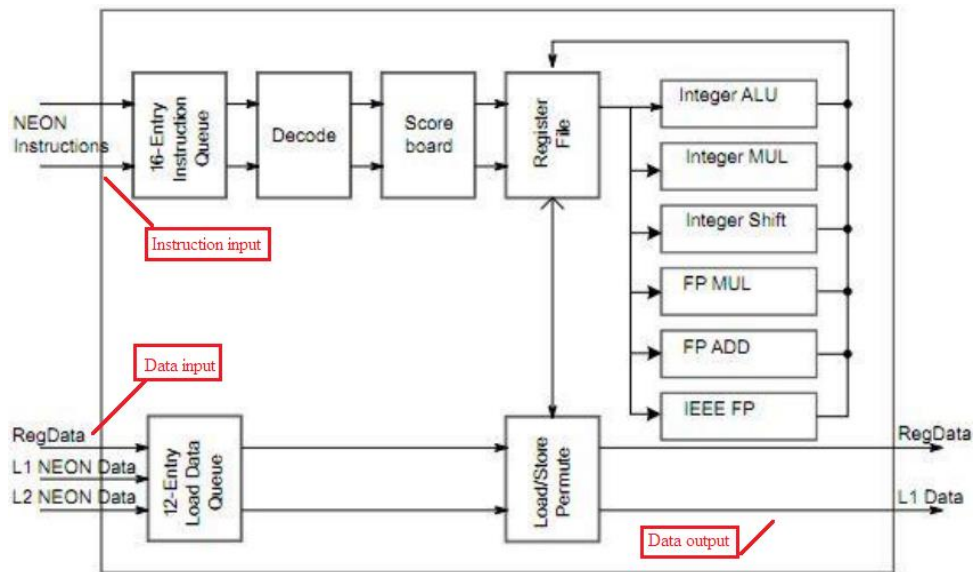 NEON
Instructions
16-Entry
Instruction
Queue
Decode
Score
board
Register
File
Integer ALU
Integer MUL
Integer Shift
FP MUL
FP ADD
IEEE FP
Instruction input
Data input
RegData
L1 NEON Data
L2 NEON Data
12-Entry
Load Data
Queue
Load/Store
Permute
RegData
L1 Data
Data output